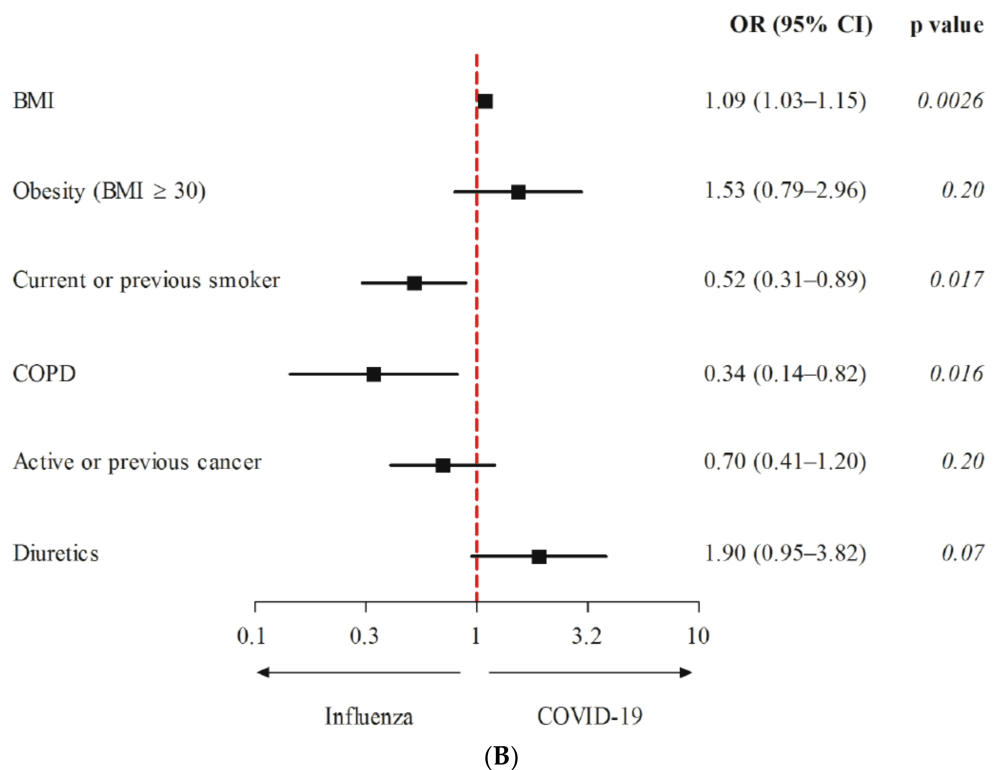 OR (95% CI) p value
BMI 1.09 (1.03–1.15) 0.0026
Obesity (BMI ≥ 30) 1.53 (0.79–2.96) 0.20
Current or previous smoker 0.52 (0.31–0.89) 0.017
COPD 0.34 (0.14–0.82) 0.016
Active or previous cancer 0.70 (0.41–1.20) 0.20
Diuretics 1.90 (0.95–3.82) 0.07
0.1 0.3 1 3.2 10
Influenza COVID-19
(B)